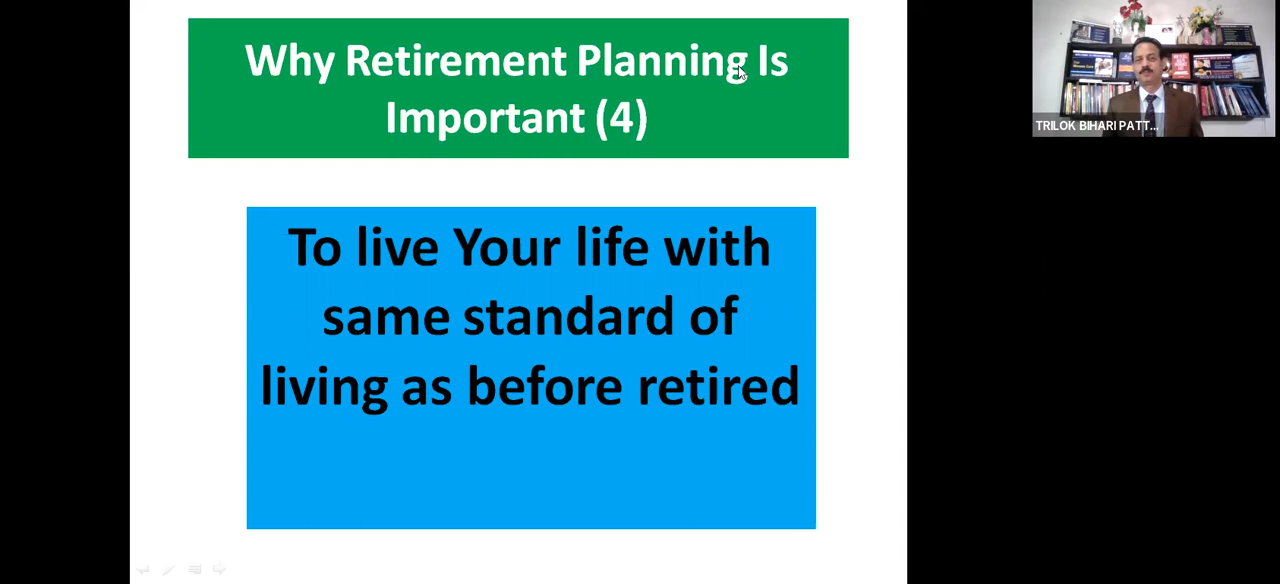 Why Retirement Planning Is
Important (4)
To live Your life with
same standard of
living as before retired
TRILOK BIHARI PATT...